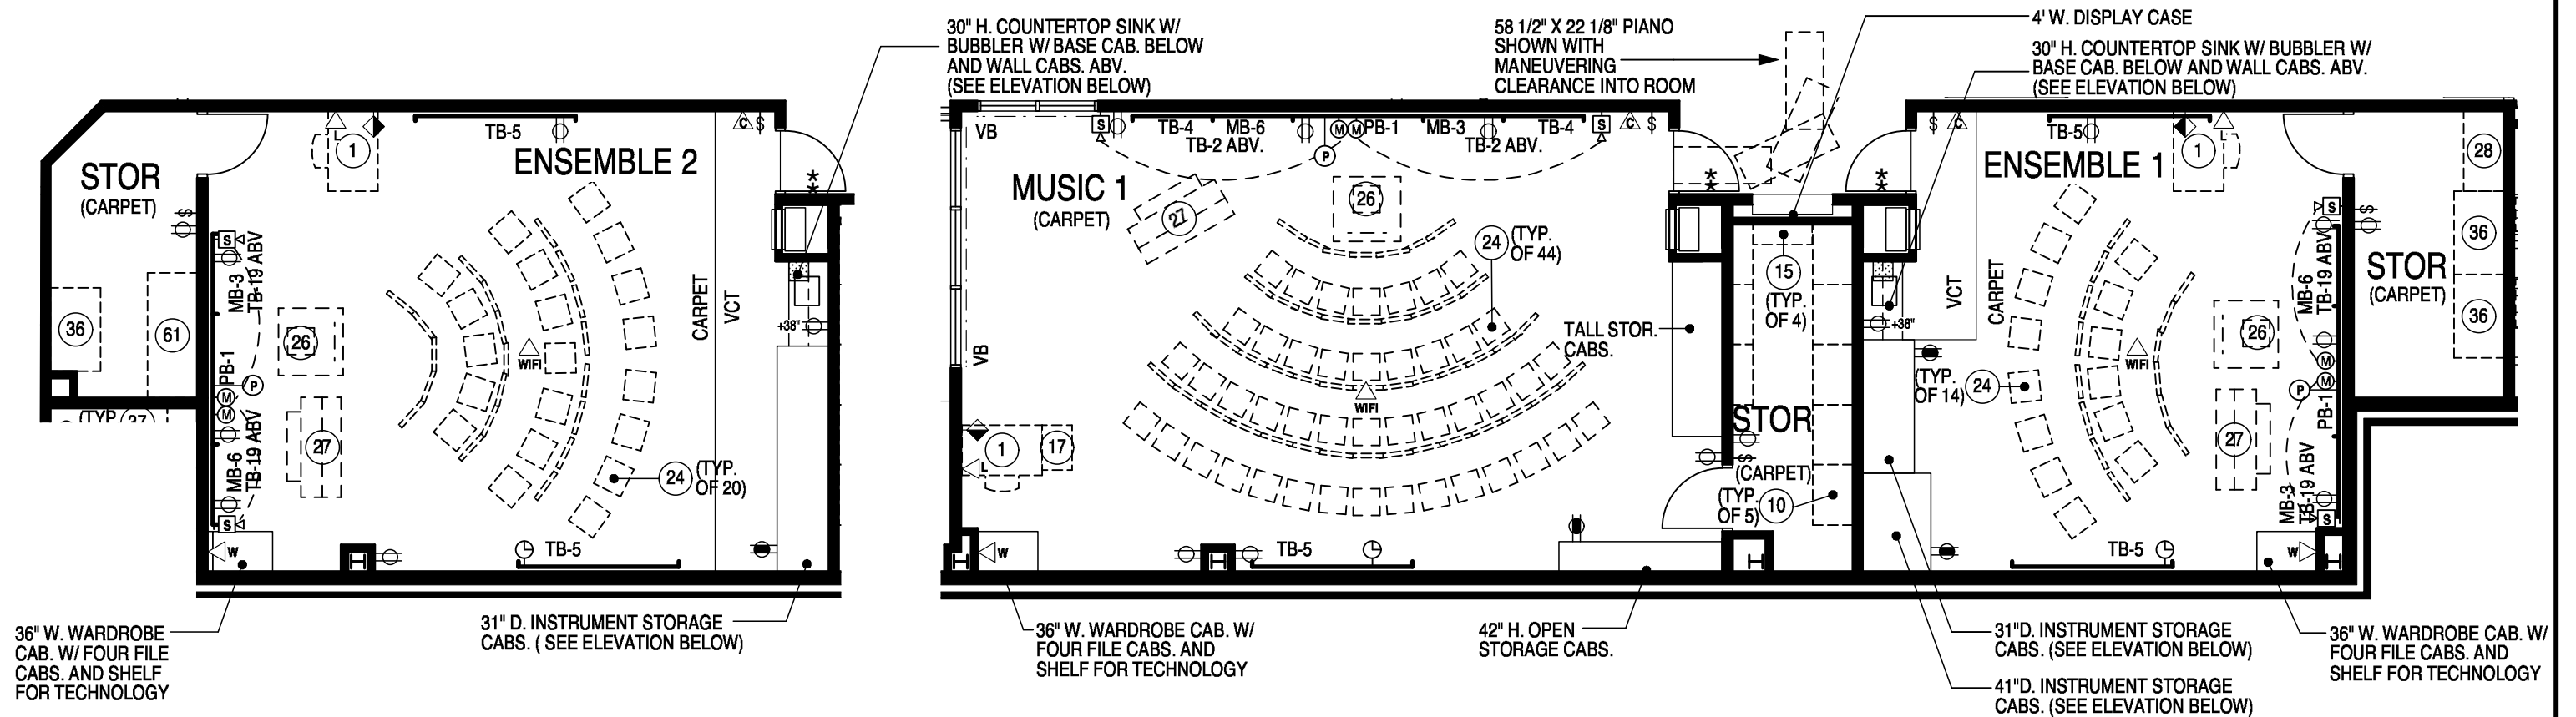 30" H. COUNTERTOP SINK W/
BUBBLER W/ BASE CAB. BELOW
AND WALL CABS. ABV.
(SEE ELEVATION BELOW)
58 1/2" X 22 1/8" PIANO
SHOWN WITH
MANEUVERING
CLEARANCE INTO ROOM
4' W. DISPLAY CASE
30" H. COUNTERTOP SINK W/ BUBBLER W/
BASE CAB. BELOW AND WALL CABS. ABV.
(SEE ELEVATION BELOW)
STOR
(CARPET)
36
61
(TYP 37
L
1
TB-5
ENSEMBLE 2
C $
**
S
MB-3
TB-19 ABV
26
PB-1
P
M
M
27
MB-6
TB-19 ABV
S
W
WIFI
CARPET
VCT
+38"
24 (TYP.
OF 20)
TB-5
H
36" W. WARDROBE
CAB. W/ FOUR FILE
CABS. AND SHELF
FOR TECHNOLOGY
31" D. INSTRUMENT STORAGE
CABS. ( SEE ELEVATION BELOW)
VB
S
TB-4
MB-6
M M PB-1
MB-3
TB-4
S
C $
TB-2 ABV.
TB-2 ABV.
P
MUSIC 1
(CARPET)
27
26
24 (TYP.
OF 44)
VB
TALL STOR.
CABS.
WIFI
1
17
L
W
H
H
TB-5
**
15
(TYP.
OF 4)
STOR
(CARPET)
(TYP.
OF 5)
10
H
36" W. WARDROBE CAB. W/
FOUR FILE CABS. AND
SHELF FOR TECHNOLOGY
42" H. OPEN
STORAGE CABS.
**
$ C
TB-5
1
L
ENSEMBLE 1
VCT
CARPET
+38"
(TYP.
OF 14)
24
WIFI
26
27
S
MB-6
TB-19 ABV
M
M
P
PB-1
MB-3
TB-19 ABV
S
TB-5
W
H
28
36
36
STOR
(CARPET)
31"D. INSTRUMENT STORAGE
CABS. (SEE ELEVATION BELOW)
41"D. INSTRUMENT STORAGE
CABS. (SEE ELEVATION BELOW)
36" W. WARDROBE CAB. W/
FOUR FILE CABS. AND
SHELF FOR TECHNOLOGY